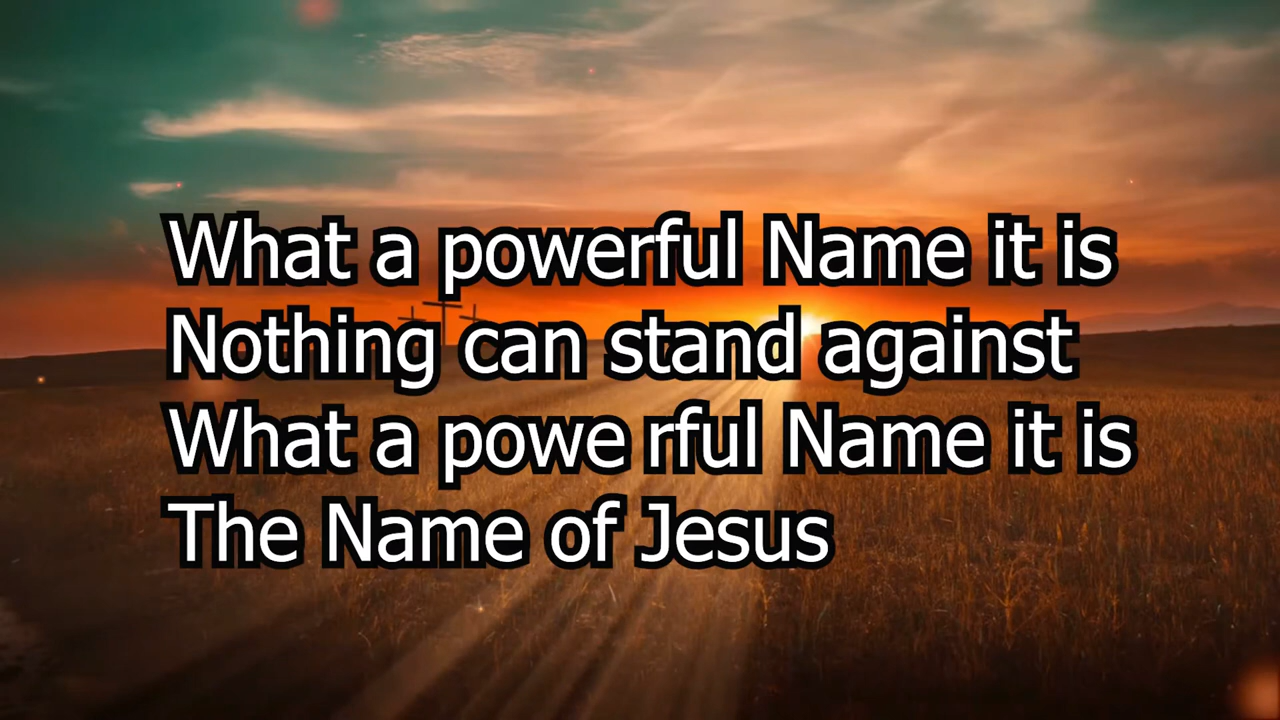 What a powerful Name it is
Nothing can stand against
What a powe rful Name it is
The Name of Jesus